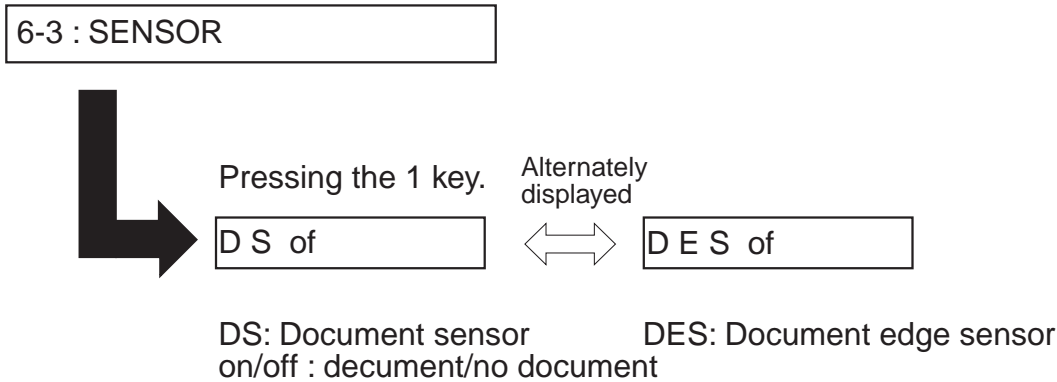 6-3 : SENSOR
Pressing the 1 key.
Alternately
displayed
D S of
D E S of
DS: Document sensor
DES: Document edge sensor
on/off : decument/no document